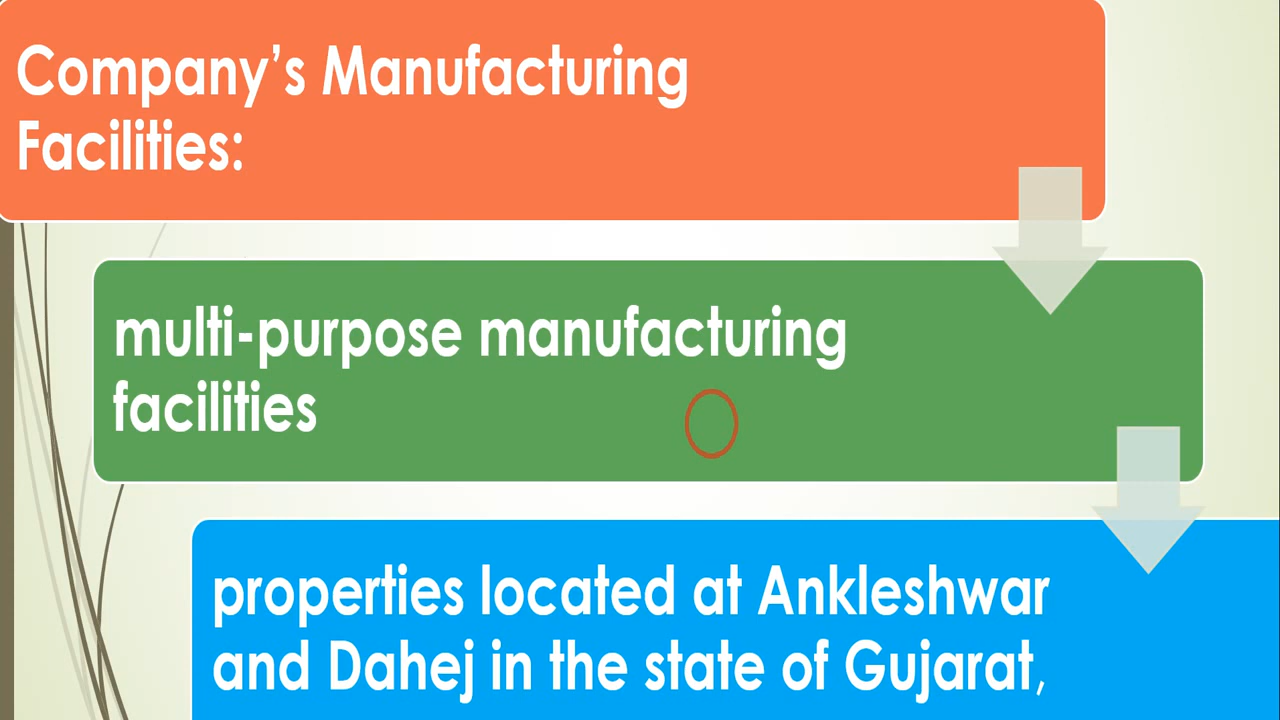 Company’s Manufacturing
Facilities:
multi-purpose manufacturing
facilities
properties located at Ankleshwar
and Dahej in the state of Gujarat,